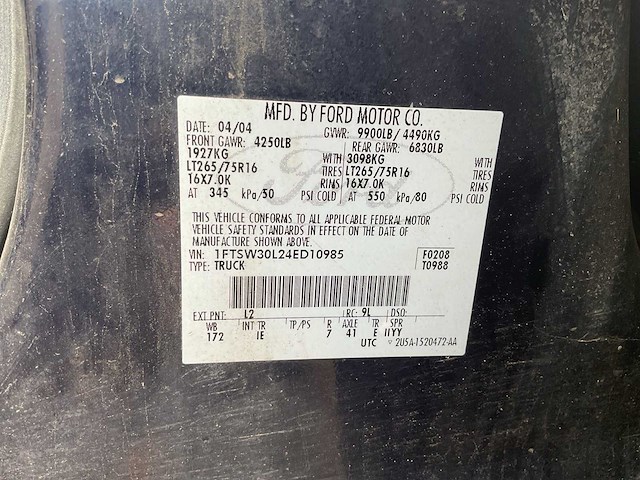 MFD. BY FORD MOTOR CO.
DATE: 04/04 GVWR: 9900LB/ 4490KG
FRONT GAWR: 4250LB REAR GAWR: 6830LB
1927KG WITH 3098KG WITH
LT265/75R16 TIRES LT265/75R16 TIRES
16X7.0K RIMS 16X7.0K RIMS
AT 345 kPa/50 PSI COLD AT 550 kPa/80 PSI COLD
THIS VEHICLE CONFORMS TO ALL APPLICABLE FEDERAL MOTOR
VEHICLE SAFETY STANDARDS IN EFFECT ON THE DATE OF
MANUFACTURE SHOWN ABOVE.
VIN: 1FTSW30L24ED10985 F0208
TYPE: TRUCK T0988
EXT PNT: L2 RC: 9L DSO:
WB INT TR TP/PS R AXLE TR SPR
172 IE 7 41 E IIYY
UTC 2U5A-1520472-AA
Ford